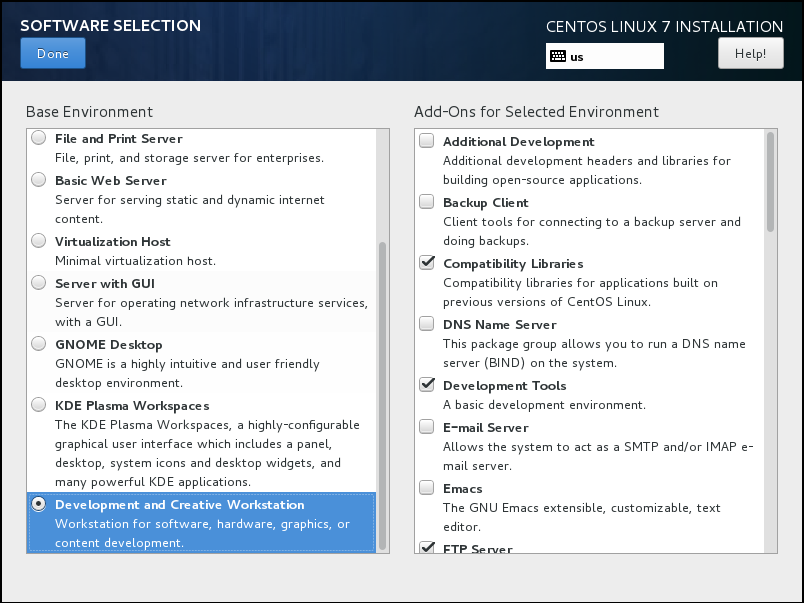 SOFTWARE SELECTION
CENTOS LINUX 7 INSTALLATION
Done
us
Help!
Base Environment
File and Print Server
File, print, and storage server for enterprises.
Basic Web Server
Server for serving static and dynamic internet
content.
Virtualization Host
Minimal virtualization host.
Server with GUI
Server for operating network infrastructure services,
with a GUI.
GNOME Desktop
GNOME is a highly intuitive and user friendly
desktop environment.
KDE Plasma Workspaces
The KDE Plasma Workspaces, a highly-configurable
graphical user interface which includes a panel,
desktop, system icons and desktop widgets, and
many powerful KDE applications.
Development and Creative Workstation
Workstation for software, hardware, graphics, or
content development.
Add-Ons for Selected Environment
Additional Development
Additional development headers and libraries for
building open-source applications.
Backup Client
Client tools for connecting to a backup server and
doing backups.
Compatibility Libraries
Compatibility libraries for applications built on
previous versions of CentOS Linux.
DNS Name Server
This package group allows you to run a DNS name
server (BIND) on the system.
Development Tools
A basic development environment.
E-mail Server
Allows the system to act as a SMTP and/or IMAP e-
mail server.
Emacs
The GNU Emacs extensible, customizable, text
editor.
FTP Server